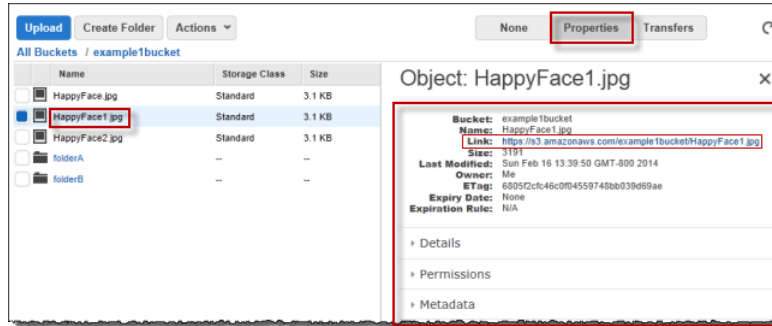 Upload Create Folder Actions None Properties Transfers
All Buckets / example1bucket
Name Storage Class Size
HappyFace.jpg Standard 3.1 KB
HappyFace1.jpg Standard 3.1 KB
HappyFace2.jpg Standard 3.1 KB
folderA -- --
folderB -- --
Object: HappyFace1.jpg
Bucket: example1bucket
Name: HappyFace1.jpg
Link: https://s3.amazonaws.com/example1bucket/HappyFace1.jpg
Size: 3191
Last Modified: Sun Feb 16 13:39:50 GMT-800 2014
Owner: Me
ETag: 6805f2cfc46c0f04559748bb039d69ae
Expiry Date: None
Expiration Rule: N/A
Details
Permissions
Metadata